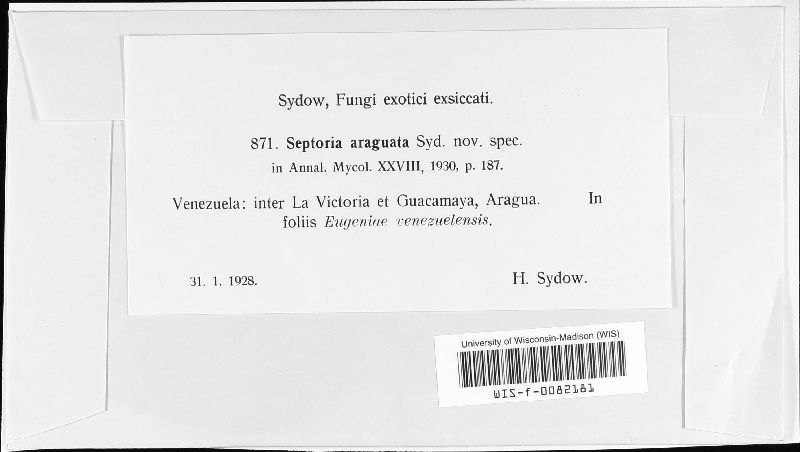 Sydow, Fungi exotici exsiccati.
871. Septoria araguata Syd. nov. spec.
in Annal. Mycol. XXVIII, 1930, p. 187.
Venezuela: inter La Victoria et Guacamaya, Aragua. In
foliis Eugeniae venezuelensis.
31. 1. 1928. H. Sydow.
University of Wisconsin-Madison (WIS)
WIS-f-0082181